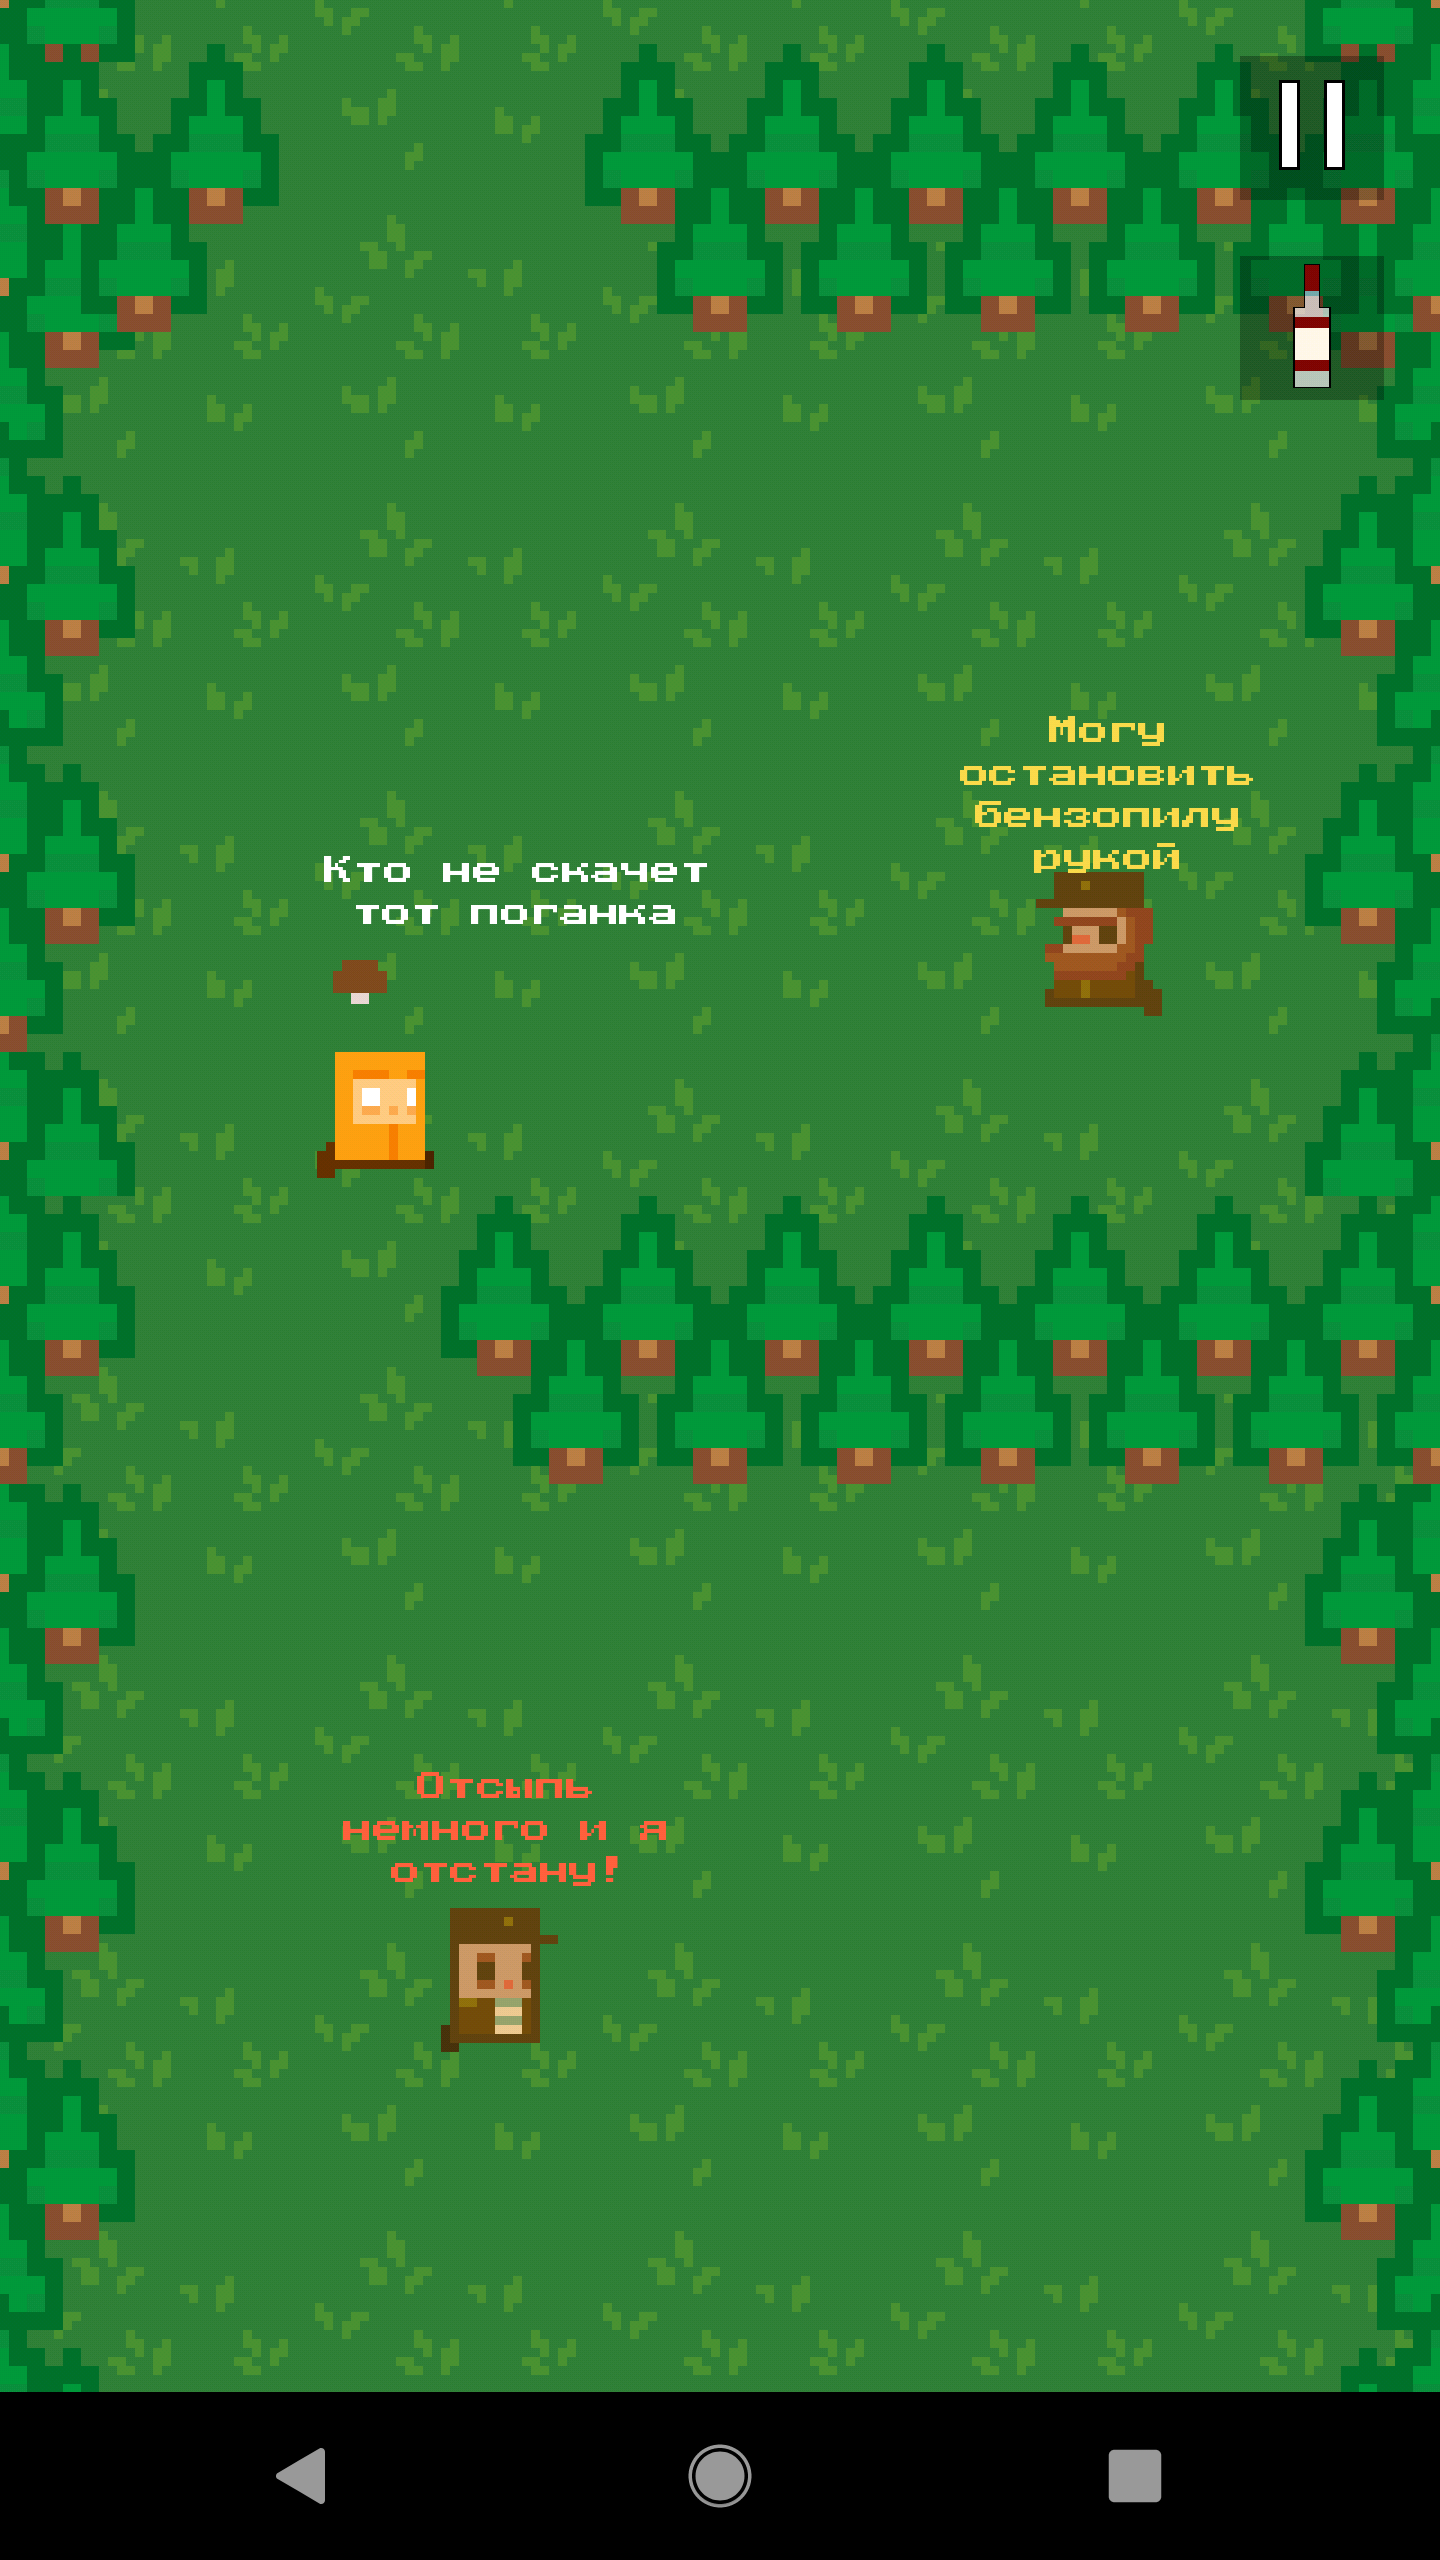 Могу
остановить
бензопилу
рукой
Кто не скачет
тот поганка
Отсыпь
немного и я
отстану!